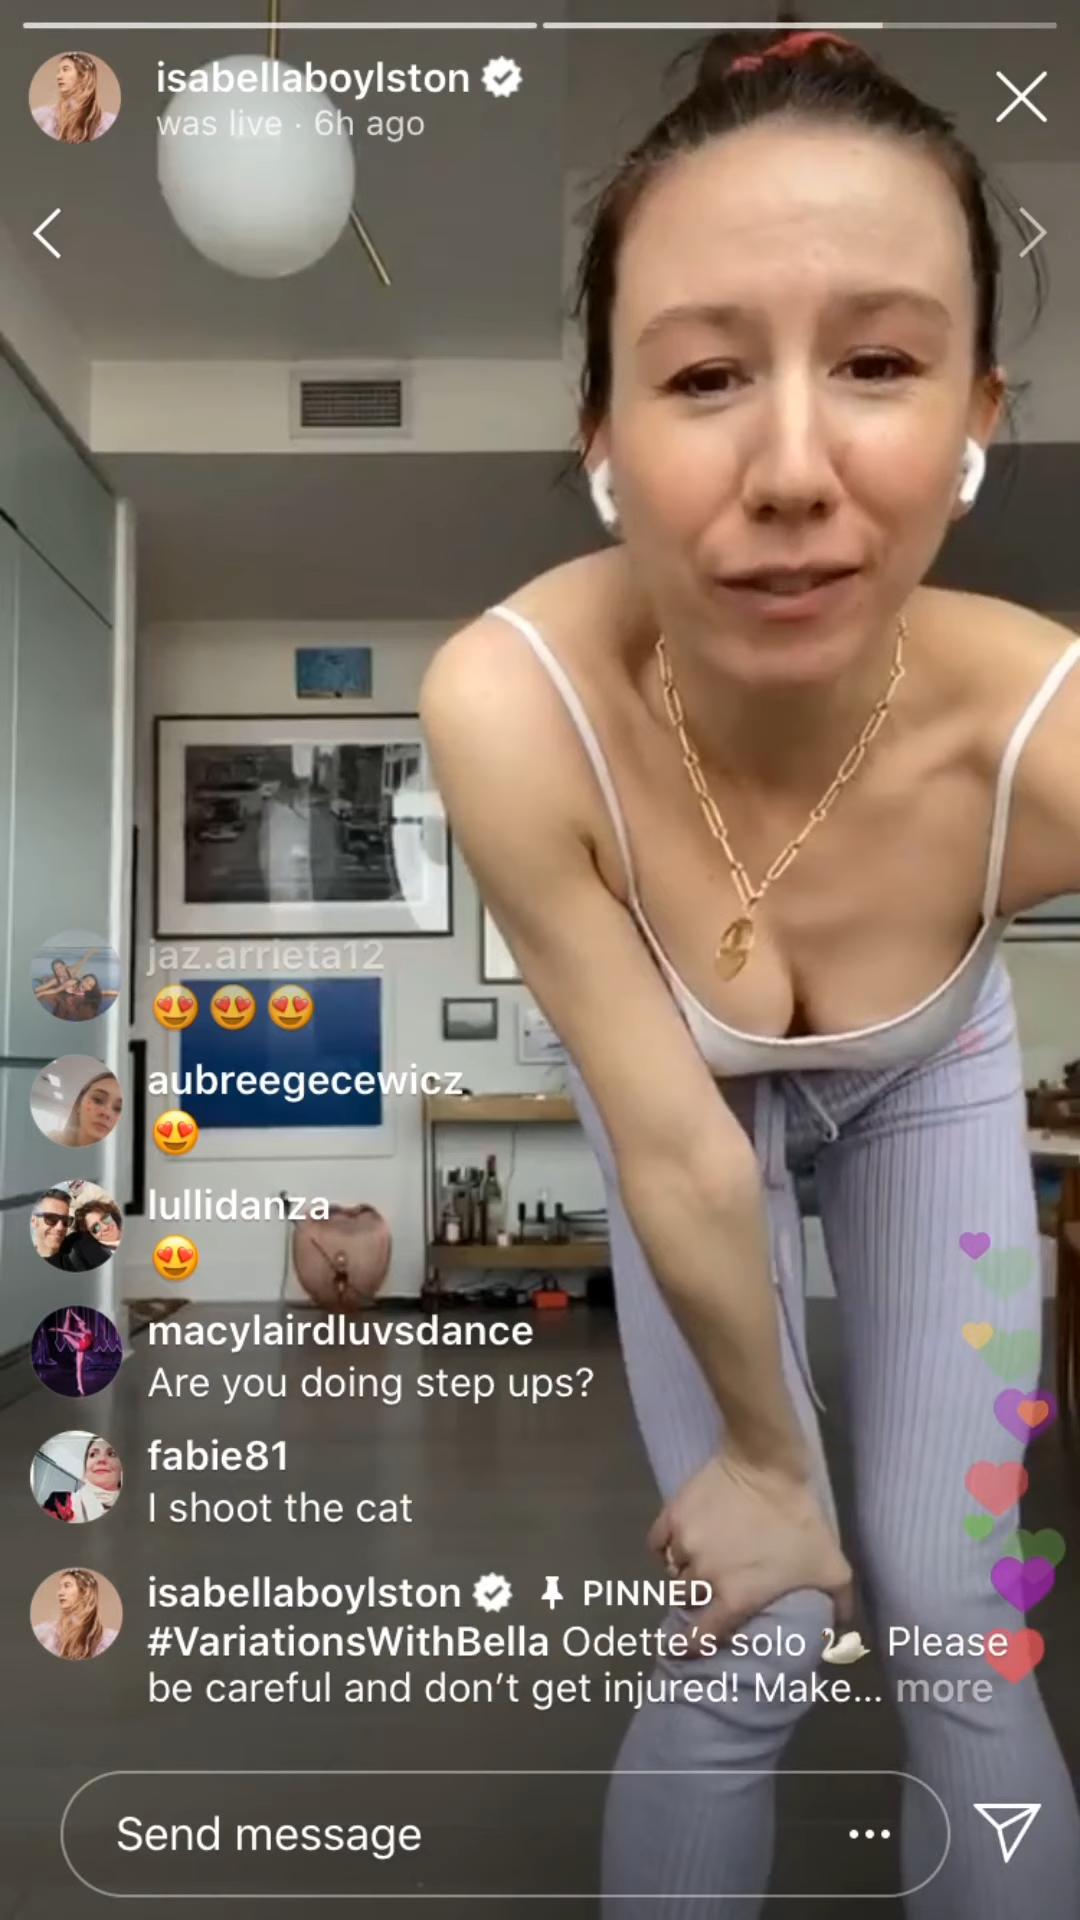 isabellaboylston
was live · 6h ago
jaz.arrieta12
😍 😍 😍
aubreegecewicz
😍
lullidanza
😍
macylairdluvsdance
Are you doing step ups?
fabie81
I shoot the cat
isabellaboylston PINNED
#VariationsWithBella Odette’s solo 🦢 Please
be careful and don’t get injured! Make... more
Send message